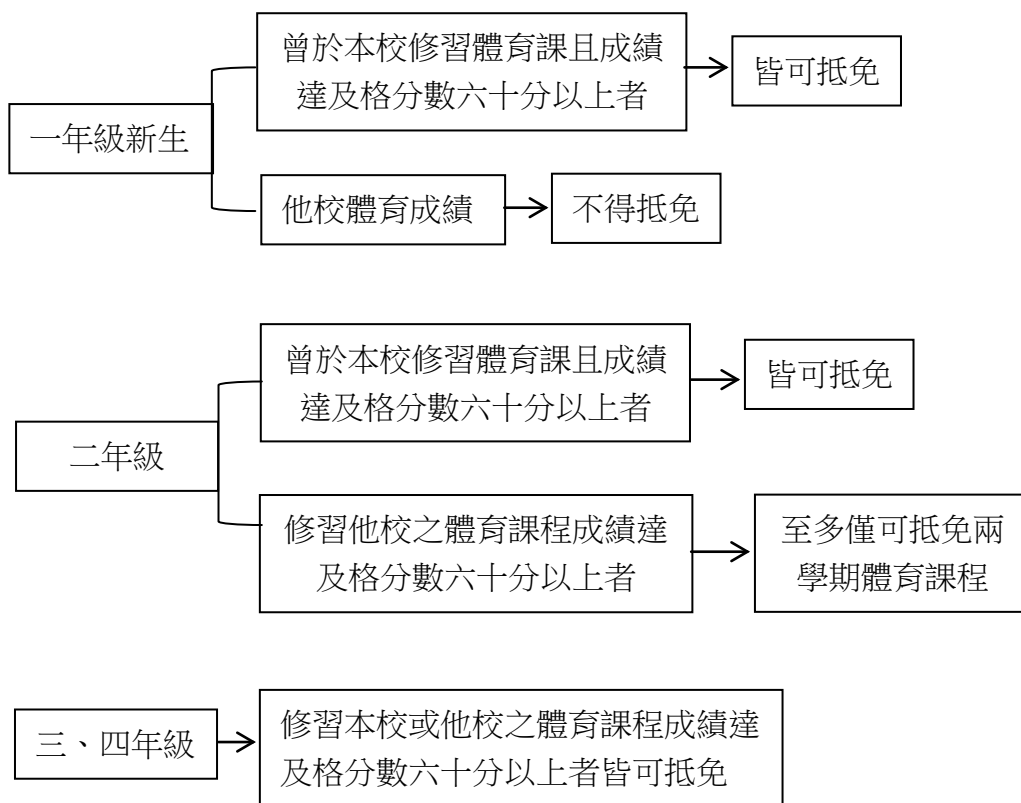 曾於本校修習體育課且成績
達及格分數六十分以上者
皆可抵免
一年級新生
他校體育成績
不得抵免
曾於本校修習體育課且成績
達及格分數六十分以上者
皆可抵免
二年級
修習他校之體育課程成績達
及格分數六十分以上者
至多僅可抵免兩
學期體育課程
三、四年級
修習本校或他校之體育課程成績達
及格分數六十分以上者皆可抵免